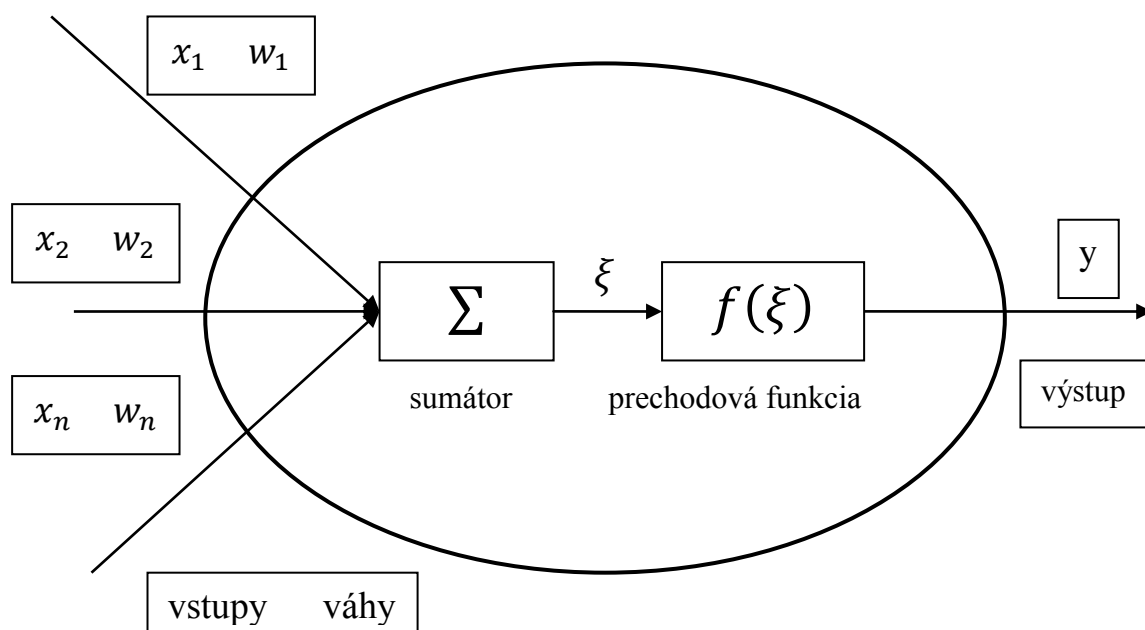 x₁ w₁
x₂ w₂
y
ξ
∑
f(ξ)
sumátor
prechodová funkcia
výstup
xₙ wₙ
vstupy váhy